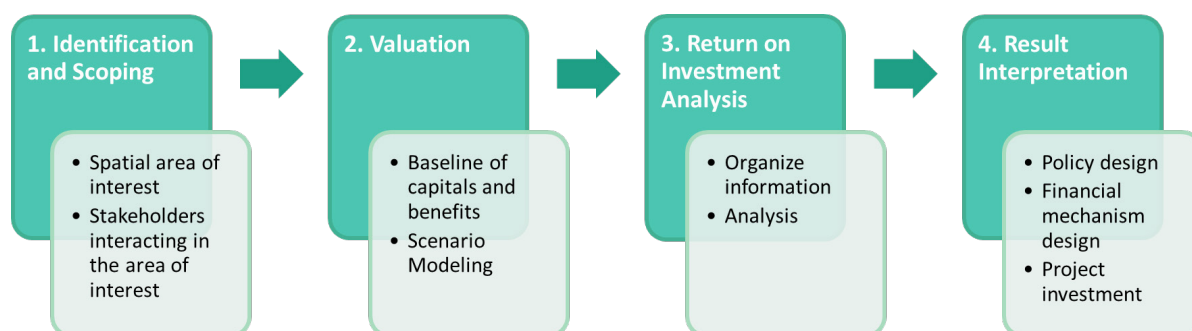 1. Identification
and Scoping
• Spatial area of
interest
• Stakeholders
interacting in
the area of
interest
2. Valuation
• Baseline of
capitals and
benefits
• Scenario
Modeling
3. Return on
Investment
Analysis
• Organize
information
• Analysis
4. Result
Interpretation
• Policy design
• Financial
mechanism
design
• Project
investment